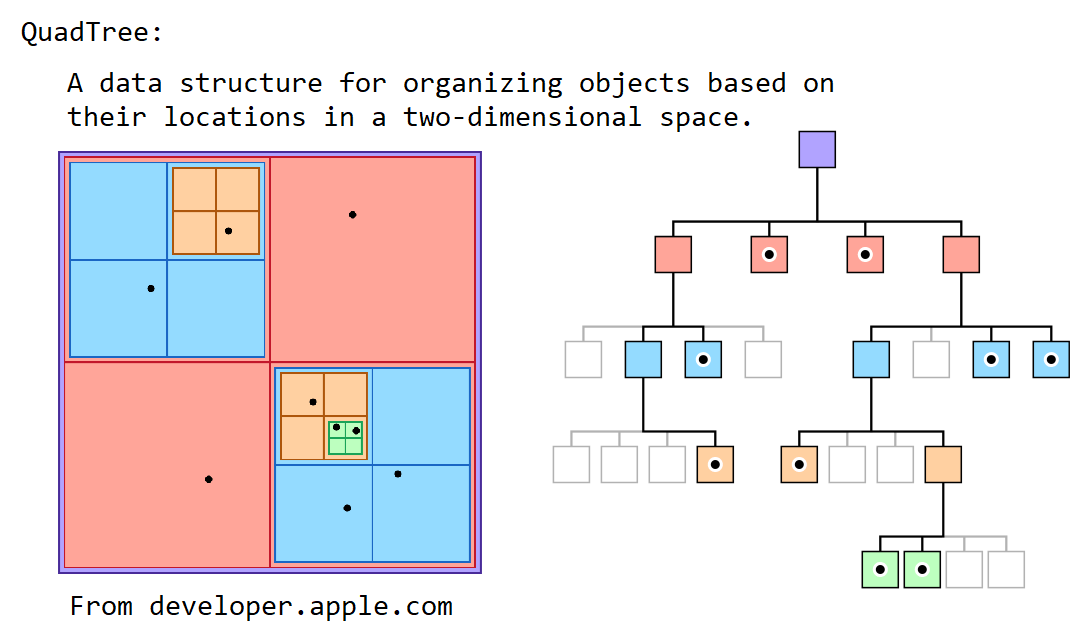 QuadTree:
A data structure for organizing objects based on
their locations in a two-dimensional space.
From developer.apple.com